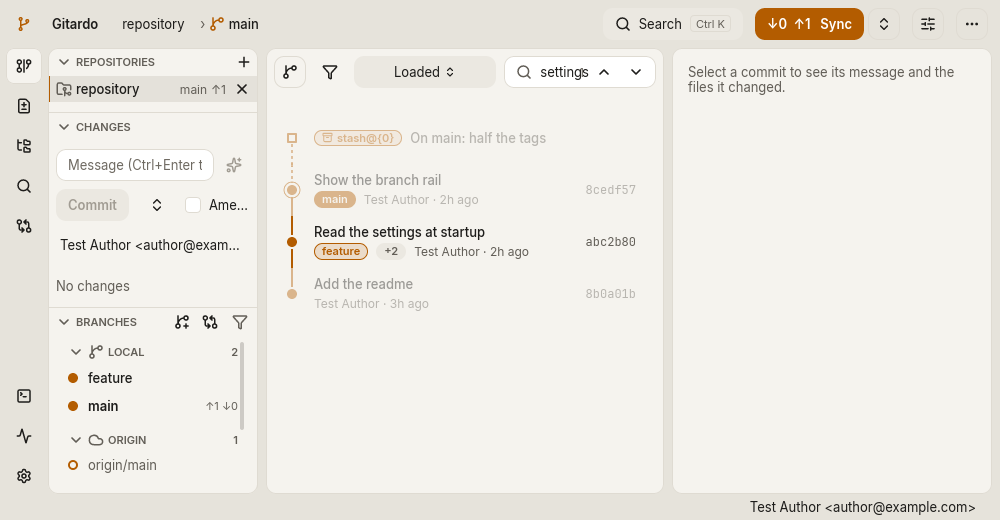 Gitardo repository › main Search Ctrl K ↓0 ↑1 Sync
REPOSITORIES
repository main ↑1
CHANGES
Message (Ctrl+Enter t
Commit Ame...
Test Author <author@exam...
No changes
BRANCHES
LOCAL 2
feature
main ↑1 ↓0
ORIGIN 1
origin/main
Loaded settings
stash@{0} On main: half the tags
Show the branch rail 8cedf57
main Test Author · 2h ago
Read the settings at startup abc2b80
feature +2 Test Author · 2h ago
Add the readme 8b0a01b
Test Author · 3h ago
Select a commit to see its message and the
files it changed.
Test Author <author@example.com>